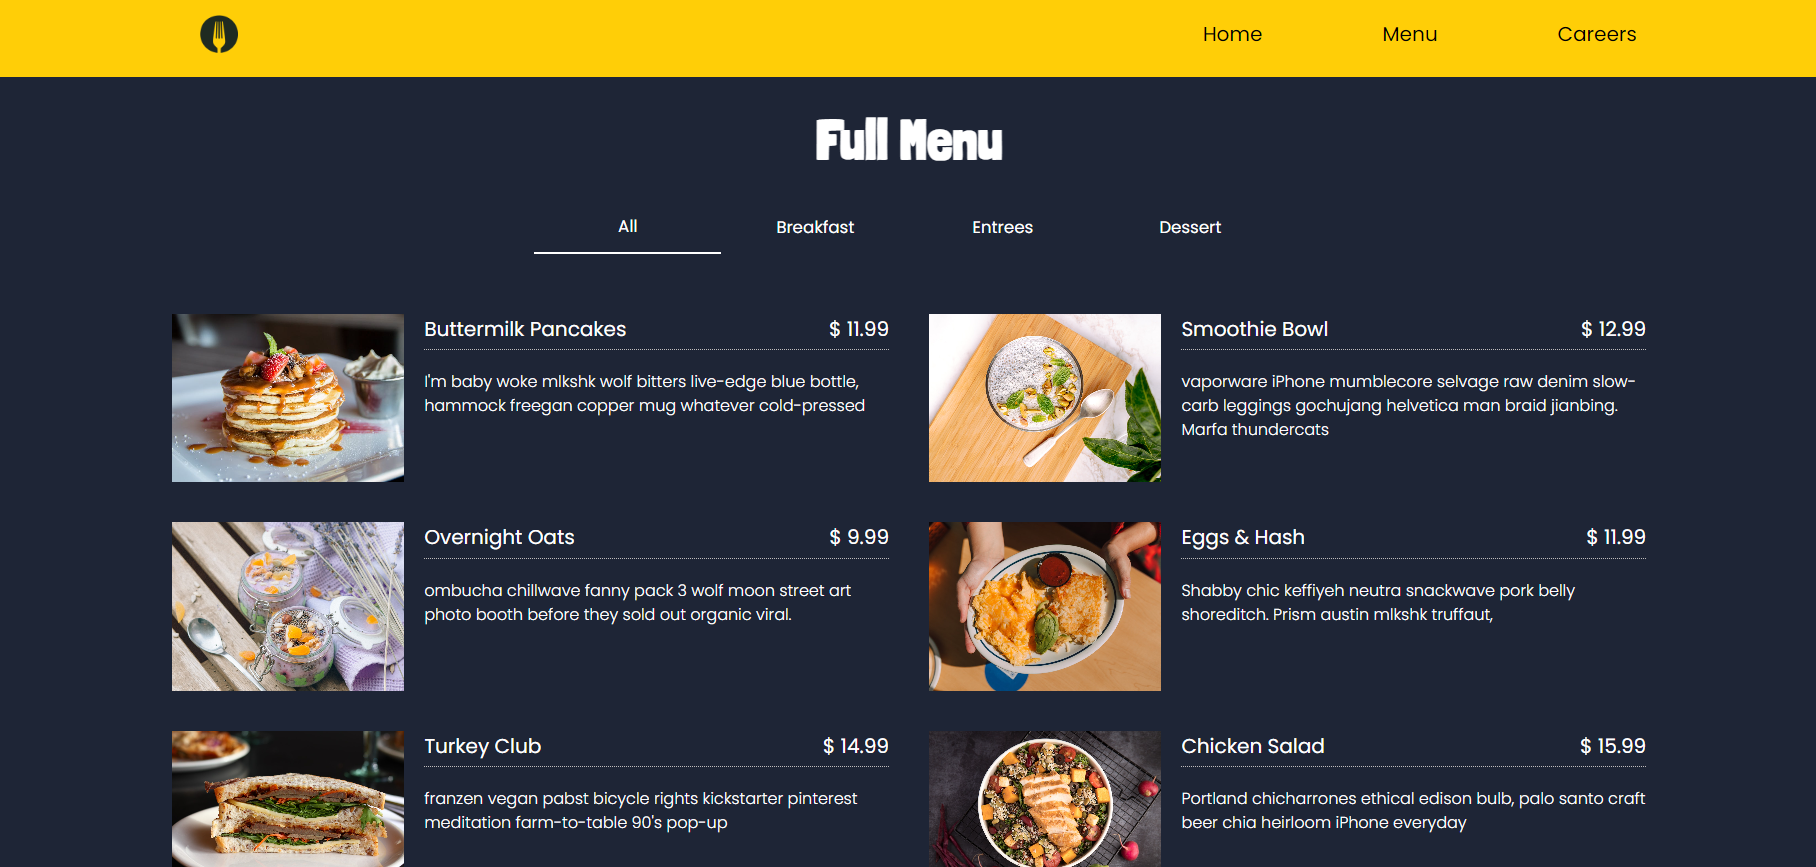 Home Menu Careers
Full Menu
All Breakfast Entrees Dessert
Buttermilk Pancakes $ 11.99
I'm baby woke mlkshk wolf bitters live-edge blue bottle,
hammock freegan copper mug whatever cold-pressed
Smoothie Bowl $ 12.99
vaporware iPhone mumblecore selvage raw denim slow-
carb leggings gochujang helvetica man braid jianbing.
Marfa thundercats
Overnight Oats $ 9.99
ombucha chillwave fanny pack 3 wolf moon street art
photo booth before they sold out organic viral.
Eggs & Hash $ 11.99
Shabby chic keffiyeh neutra snackwave pork belly
shoreditch. Prism austin mlkshk truffaut,
Turkey Club $ 14.99
franzen vegan pabst bicycle rights kickstarter pinterest
meditation farm-to-table 90's pop-up
Chicken Salad $ 15.99
Portland chicharrones ethical edison bulb, palo santo craft
beer chia heirloom iPhone everyday